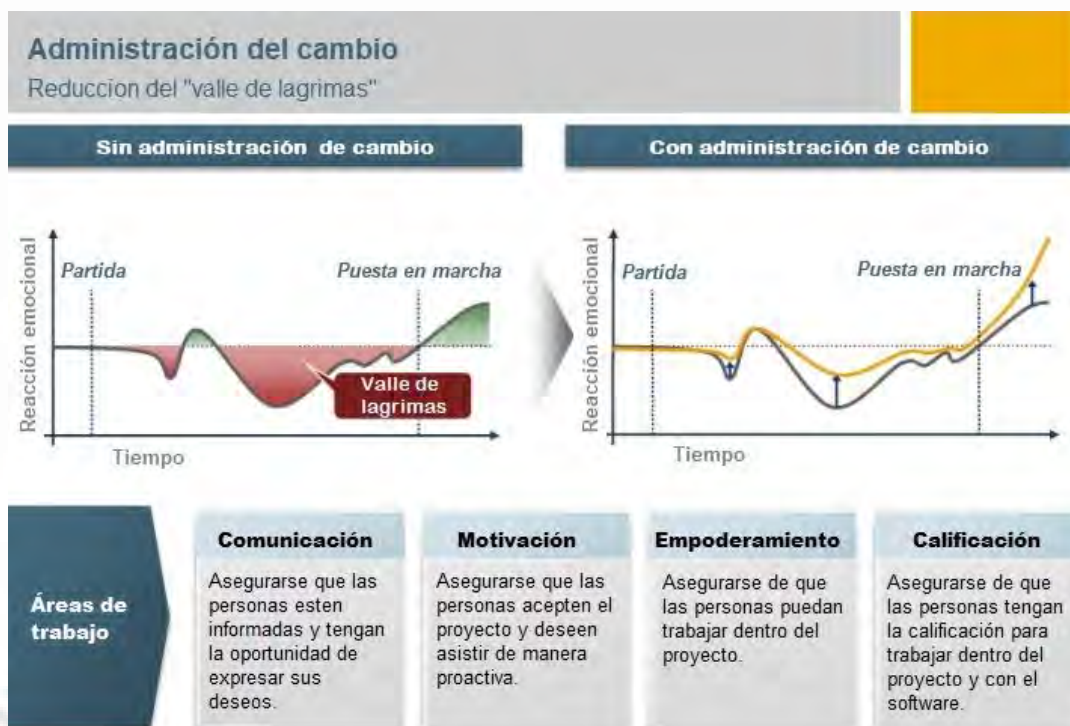 Administración del cambio
Reduccion del "valle de lagrimas"
Sin administración de cambio
Con administración de cambio
Reacción emocional
Partida
Puesta en marcha
Valle de
lagrimas
Tiempo
Reacción emocional
Partida
Puesta en marcha
Tiempo
Áreas de
trabajo
Comunicación
Asegurarse que las
personas esten
informadas y tengan
la oportunidad de
expresar sus
deseos.
Motivación
Asegurarse que las
personas acepten el
proyecto y deseen
asistir de manera
proactiva.
Empoderamiento
Asegurarse de que
las personas puedan
trabajar dentro del
proyecto.
Calificación
Asegurarse de que
las personas tengan
la calificación para
trabajar dentro del
proyecto y con el
software.